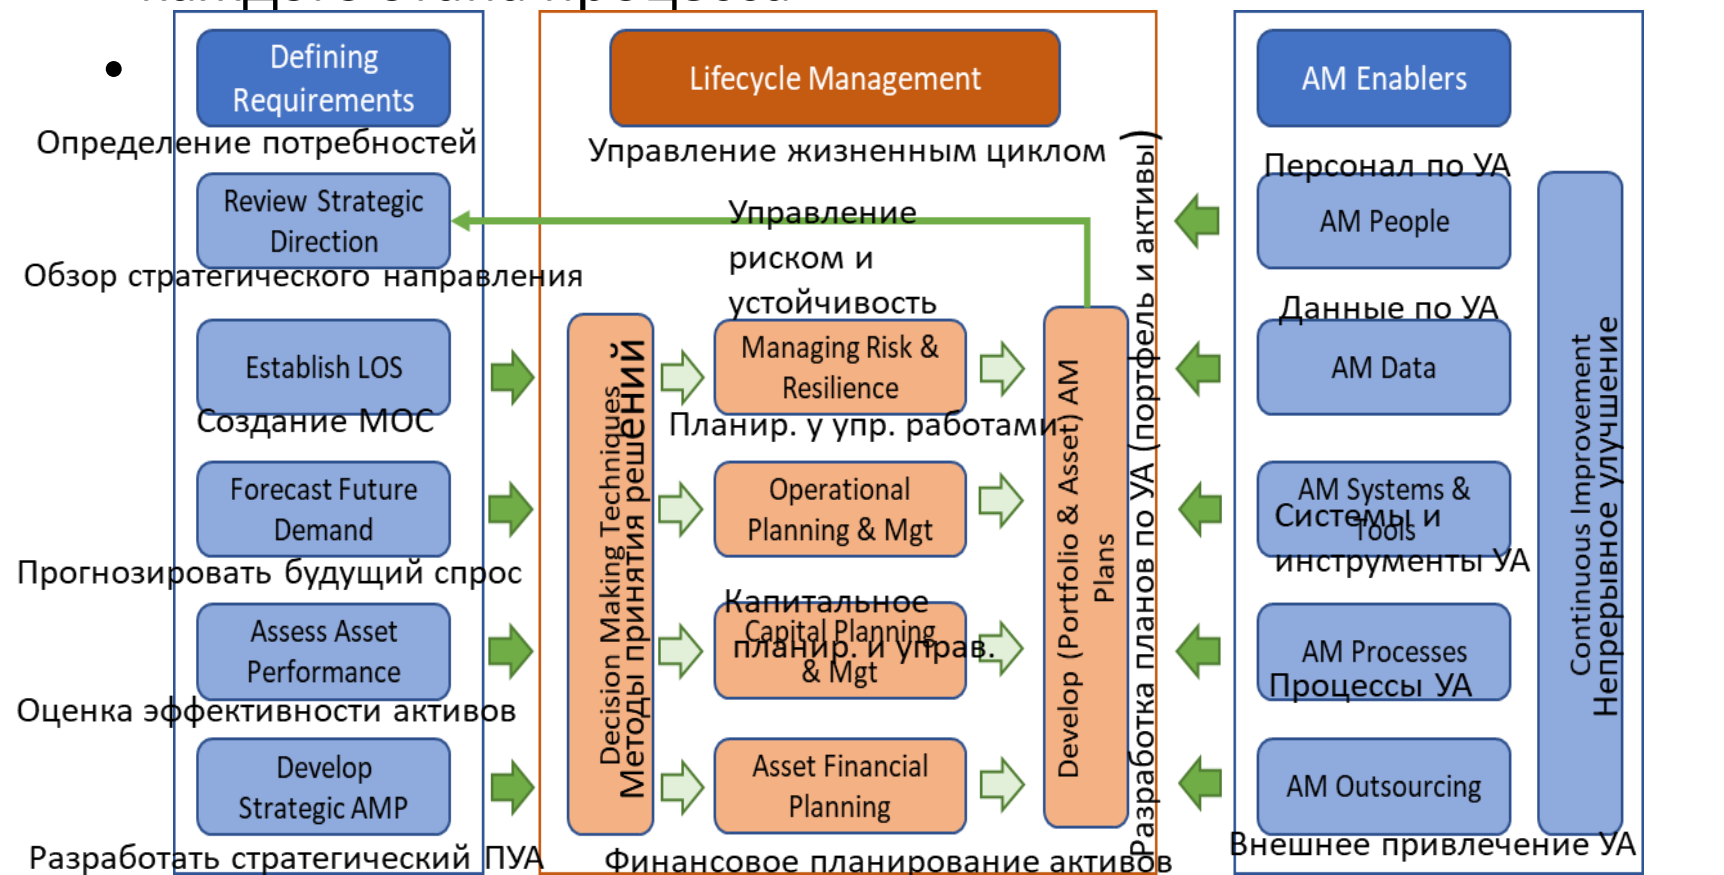 каждого этапа процесса
•
Defining
Requirements
Определение потребностей
Review Strategic
Direction
Обзор стратегического направления
Establish LOS
Создание МОС
Forecast Future
Demand
Прогнозировать будущий спрос
Assess Asset
Performance
Оценка эффективности активов
Develop
Strategic AMP
Разработать стратегический ПУА
Lifecycle Management
Управление жизненным циклом
Decision Making Techniques
Методы принятия решений
Управление
риском и
устойчивость
Managing Risk &
Resilience
Планир. у упр. работами.
Operational
Planning & Mgt
Капитальное
планир. и управ.
Capital Planning
& Mgt
Asset Financial
Planning
Финансовое планирование активов
Develop (Portfolio & Asset) AM
Plans
Разработка планов по УА (портфель и активы)
AM Enablers
Персонал по УА
AM People
Данные по УА
AM Data
AM Systems &
Tools
Системы и
инструменты УА
AM Processes
Процессы УА
AM Outsourcing
Внешнее привлечение УА
Continuous Improvement
Непрерывное улучшение